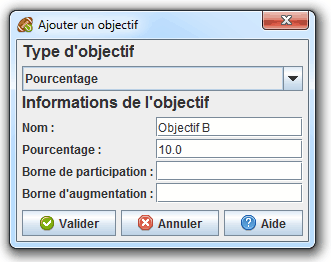 Ajouter un objectif
Type d'objectif
Pourcentage
Informations de l'objectif
Nom : Objectif B
Pourcentage : 10.0
Borne de participation :
Borne d'augmentation :
Valider Annuler Aide